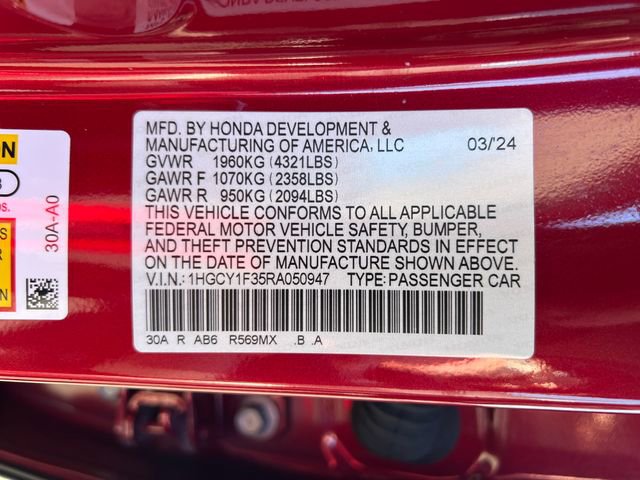 MFD. BY HONDA DEVELOPMENT &
MANUFACTURING OF AMERICA, LLC 03/24
GVWR 1960KG (4321LBS)
GAWR F 1070KG (2358LBS)
GAWR R 950KG (2094LBS)
THIS VEHICLE CONFORMS TO ALL APPLICABLE
FEDERAL MOTOR VEHICLE SAFETY, BUMPER,
AND THEFT PREVENTION STANDARDS IN EFFECT
ON THE DATE OF MANUFACTURE SHOWN ABOVE.
V.I.N.: 1HGCY1F35RA050947 TYPE: PASSENGER CAR
30A R AB6 R569MX .B .A
30A-A0